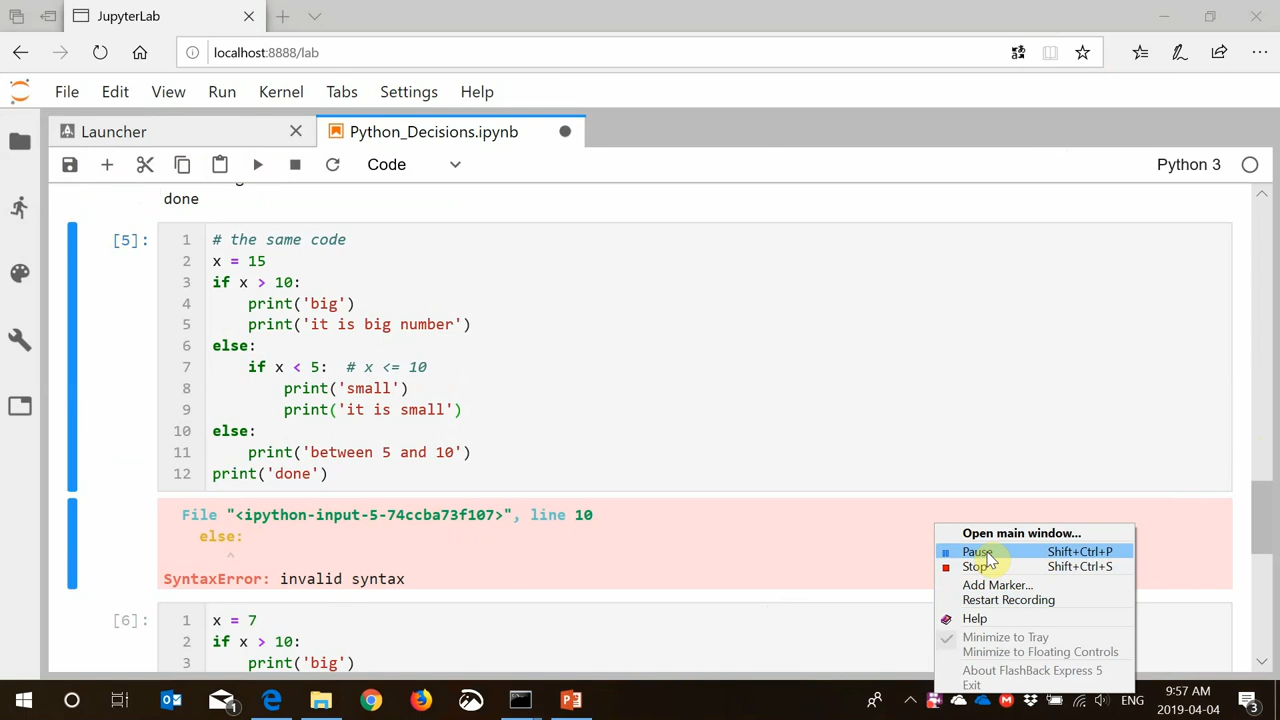 JupyterLab
localhost:8888/lab
File Edit View Run Kernel Tabs Settings Help
Launcher Python_Decisions.ipynb
Code Python 3
done
[5]:
1 # the same code
2 x = 15
3 if x > 10:
4 print('big')
5 print('it is big number')
6 else:
7 if x < 5: # x <= 10
8 print('small')
9 print('it is small')
10 else:
11 print('between 5 and 10')
12 print('done')
File "<ipython-input-5-74ccba73f107>", line 10
else:
^
SyntaxError: invalid syntax
[6]:
1 x = 7
2 if x > 10:
3 print('big')
Open main window...
Pause Shift+Ctrl+P
Stop Shift+Ctrl+S
Add Marker...
Restart Recording
Help
Minimize to Tray
Minimize to Floating Controls
About FlashBack Express 5
Exit
ENG
9:57 AM
2019-04-04
1
3